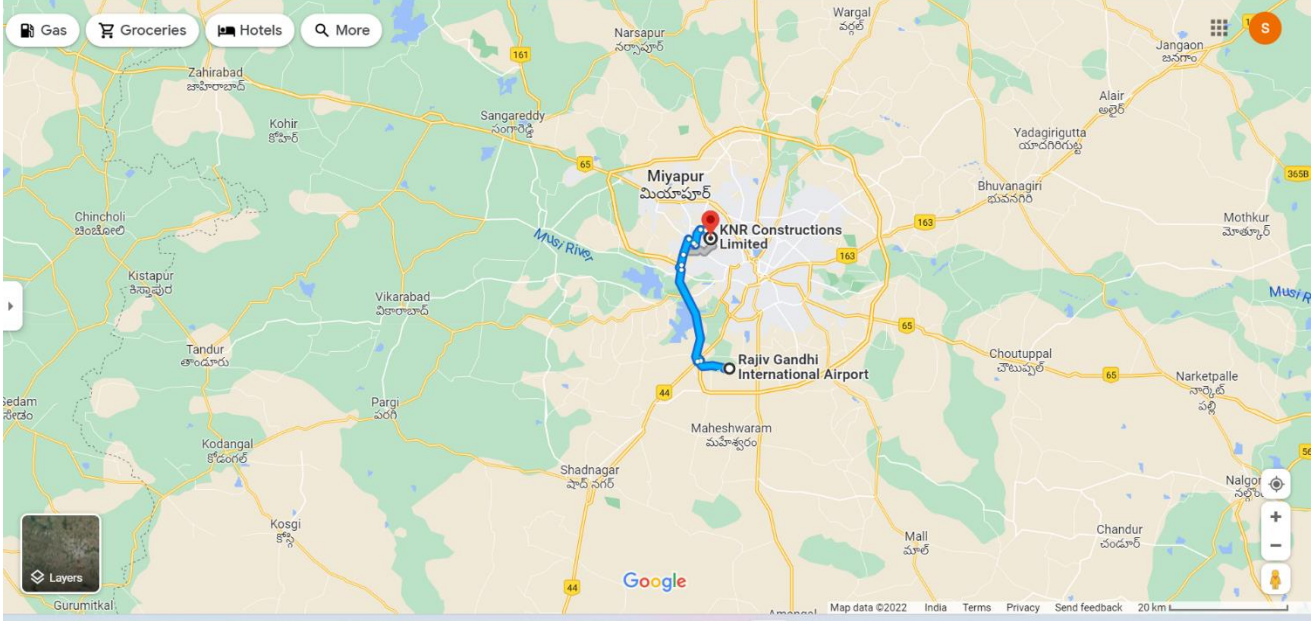 Gas
Groceries
Hotels
More
S
Wargal
వర్గల్
Narsapur
నర్సాపూర్
161
Jangaon
జనగాం
Zahirabad
జహీరాబాద్
Alair
ఆలైర్
Kohir
కోహిర్
Sangareddy
సంగారెడ్డి
Yadagirigutta
యాదగిరిగుట్ట
65
Miyapur
మియాపూర్
365B
Bhuvanagiri
భువనగిరి
Chincholi
ಚಿಂಚೋಲಿ
Mothkur
మోత్కూర్
163
KNR Constructions
Limited
Musi River
163
Kistapur
కిస్తాపుర
Vikarabad
వికారాబాద్
Musi R
65
Tandur
తాండూరు
Rajiv Gandhi
International Airport
Choutuppal
చౌటుప్పల్
65
Narketpalle
నార్కెట్
పల్లి
44
Sedam
Pargi
పరిగి
Maheshwaram
మహేశ్వరం
Kodangal
కోడంగల్
56
Shadnagar
షాద్ నగర్
Kosgi
కోస్గి
Mall
మాల్
Chandur
చండూర్
Layers
44
Google
Gurumitkal
Map data ©2022 India Terms Privacy Send feedback 20 km